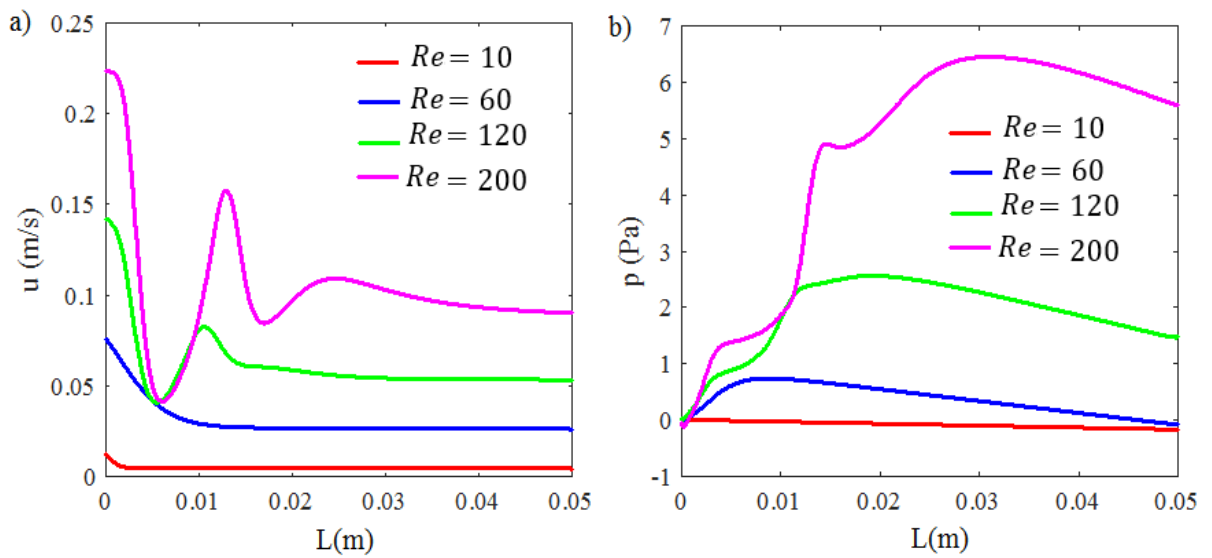 a)
0.25
0.2
0.15
0.1
0.05
0
u (m/s)
Re = 10
Re = 60
Re = 120
Re = 200
0 0.01 0.02 0.03 0.04 0.05
L(m)
b)
7
6
5
4
3
2
1
0
-1
p (Pa)
Re = 10
Re = 60
Re = 120
Re = 200
0 0.01 0.02 0.03 0.04 0.05
L(m)